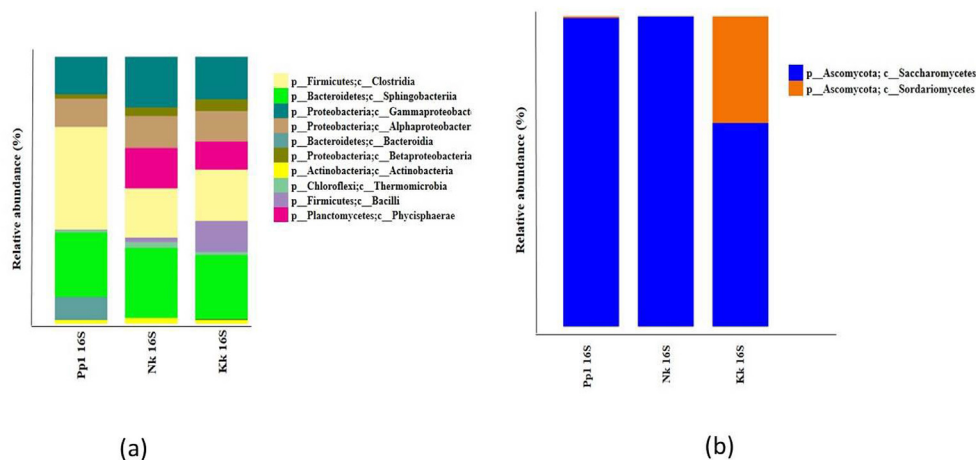 Relative abundance (%)
p__Firmicutes;c__Clostridia
p__Bacteroidetes;c__Sphingobacteriia
p__Proteobacteria;c__Gammaproteobact
p__Proteobacteria;c__Alphaproteobacter
p__Bacteroidetes;c__Bacteroidia
p__Proteobacteria;c__Betaproteobacteria
p__Actinobacteria;c__Actinobacteria
p__Chloroflexi;c__Thermomicrobia
p__Firmicutes;c__Bacilli
p__Planctomycetes;c__Phycisphaerae
Pp1 16S
Nk 16S
Kk 16S
(a)
Relative abundance (%)
p__Ascomycota; c__Saccharomycetes
p__Ascomycota; c__Sordariomycetes
Pp1 16S
Nk 16S
Kk 16S
(b)